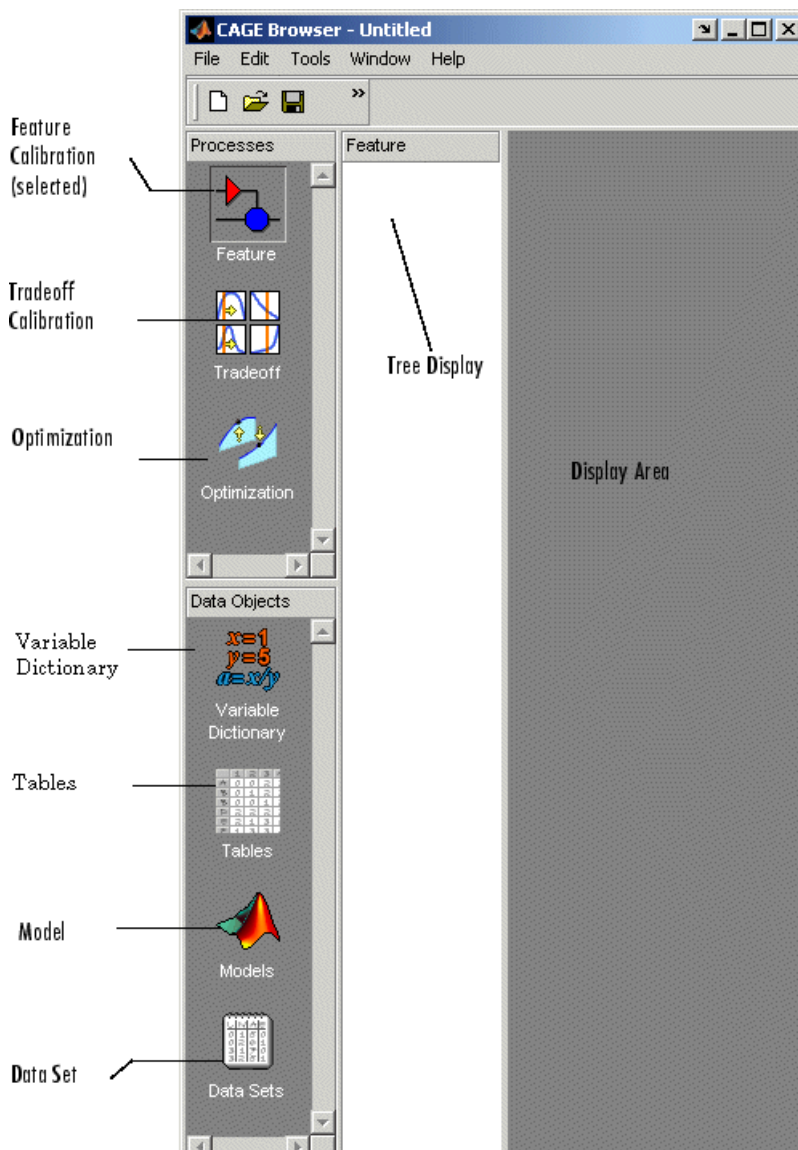 CAGE Browser - Untitled
File Edit Tools Window Help
»
Processes
Feature
Feature
Calibration
(selected)
Feature
Tradeoff
Calibration
Tradeoff
Tree Display
Optimization
Optimization
Display Area
Data Objects
Variable
Dictionary
x=1
y=5
a=x/y
Variable
Dictionary
Tables
Tables
Model
Models
Data Set
Data Sets